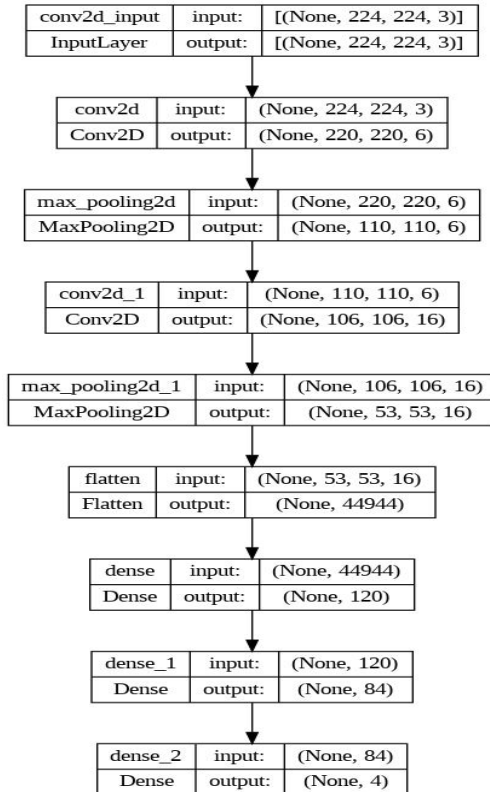 conv2d_input input: [(None, 224, 224, 3)]
InputLayer output: [(None, 224, 224, 3)]
conv2d input: (None, 224, 224, 3)
Conv2D output: (None, 220, 220, 6)
max_pooling2d input: (None, 220, 220, 6)
MaxPooling2D output: (None, 110, 110, 6)
conv2d_1 input: (None, 110, 110, 6)
Conv2D output: (None, 106, 106, 16)
max_pooling2d_1 input: (None, 106, 106, 16)
MaxPooling2D output: (None, 53, 53, 16)
flatten input: (None, 53, 53, 16)
Flatten output: (None, 44944)
dense input: (None, 44944)
Dense output: (None, 120)
dense_1 input: (None, 120)
Dense output: (None, 84)
dense_2 input: (None, 84)
Dense output: (None, 4)